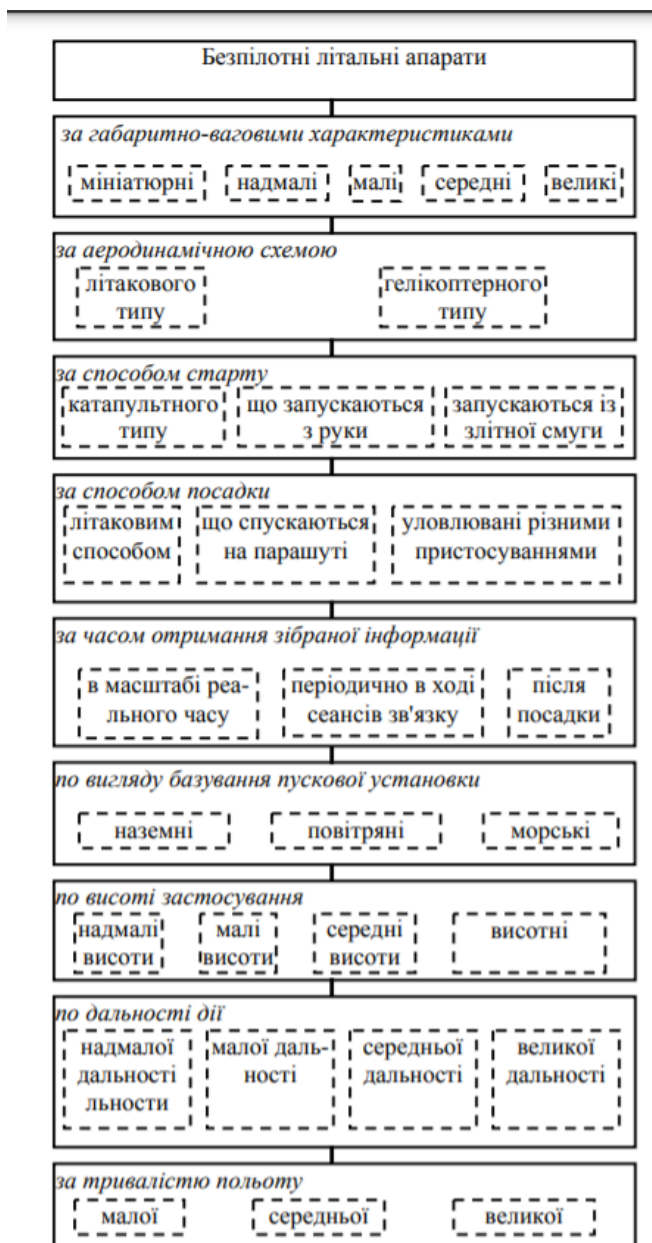 Безпілотні літальні апарати
за габаритно-ваговими характеристиками
мініатюрні надмалі малі середні великі
за аеродинамічною схемою
літакового гелікоптерного
типу типу
за способом старту
катапультного що запускаються запускаються із
типу з руки злітної смуги
за способом посадки
літаковим що спускаються уловлювані різними
способом на парашуті пристосуваннями
за часом отримання зібраної інформації
в масштабі реа- періодично в ході після
льного часу сеансів зв'язку посадки
по вигляду базування пускової установки
наземні повітряні морські
по висоті застосування
надмалі малі середні висотні
висоти висоти висоти
по дальності дії
надмалої малої даль- середньої великої
дальності ності дальності дальності
льности
за тривалістю польоту
малої середньої великої